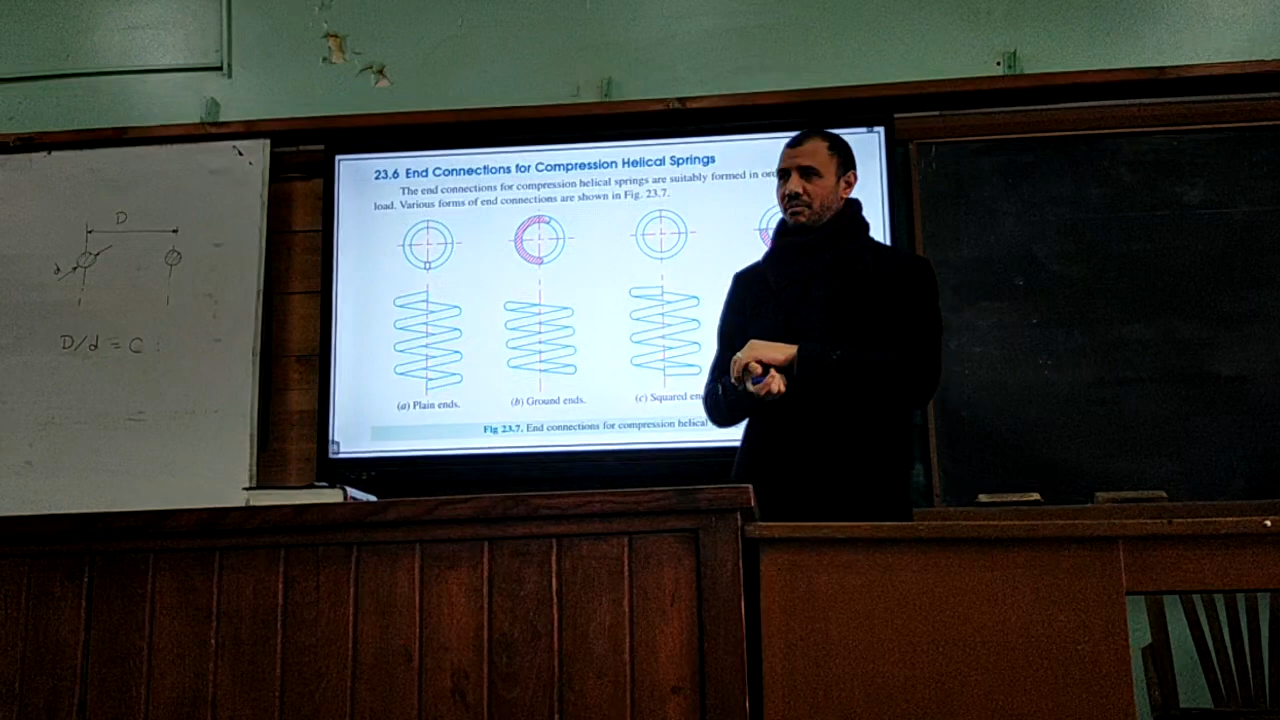 D
d
D/d = C
23.6 End Connections for Compression Helical Springs
The end connections for compression helical springs are suitably formed in
load. Various forms of end connections are shown in Fig. 23.7.
(a) Plain ends.
(b) Ground ends.
(c) Squared
Fig 23.7. End connections for compression helical